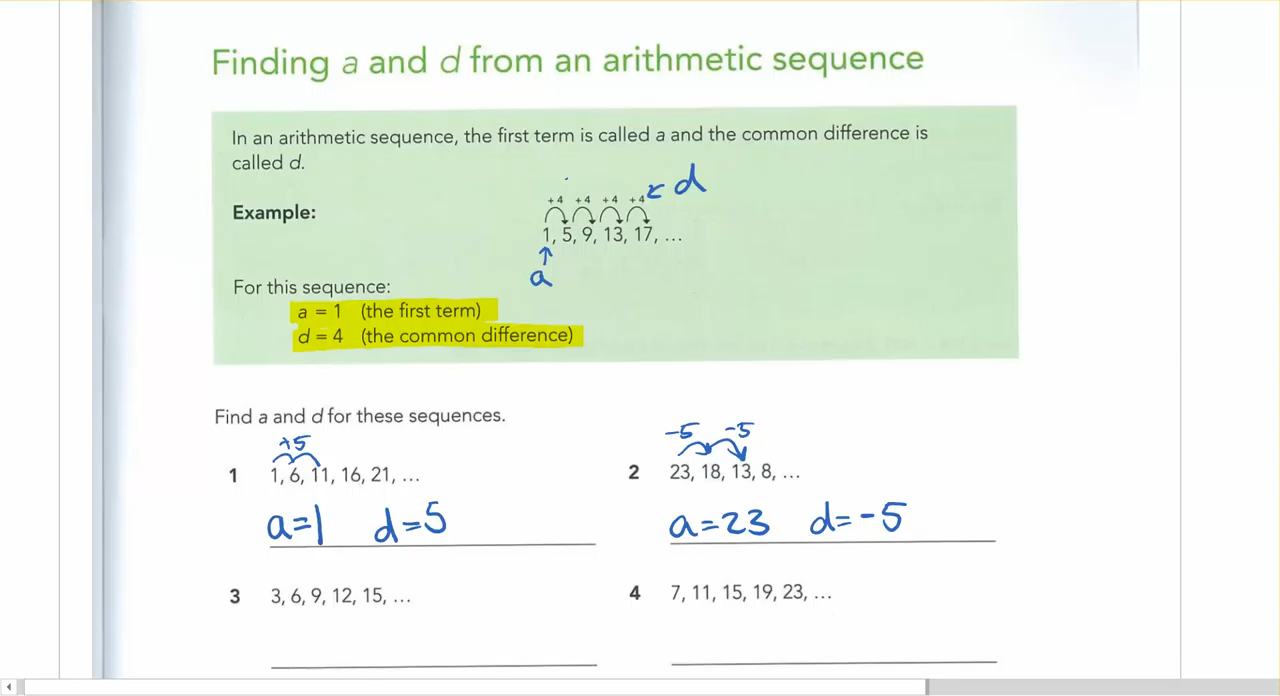 Finding a and d from an arithmetic sequence
In an arithmetic sequence, the first term is called a and the common difference is
called d.
Example:
+4 +4 +4 +4 d
1, 5, 9, 13, 17, …
a
For this sequence:
a = 1 (the first term)
d = 4 (the common difference)
Find a and d for these sequences.
+5
1 1, 6, 11, 16, 21, …
a=1 d=5
-5 -5
2 23, 18, 13, 8, …
a=23 d=-5
3 3, 6, 9, 12, 15, …
4 7, 11, 15, 19, 23, …